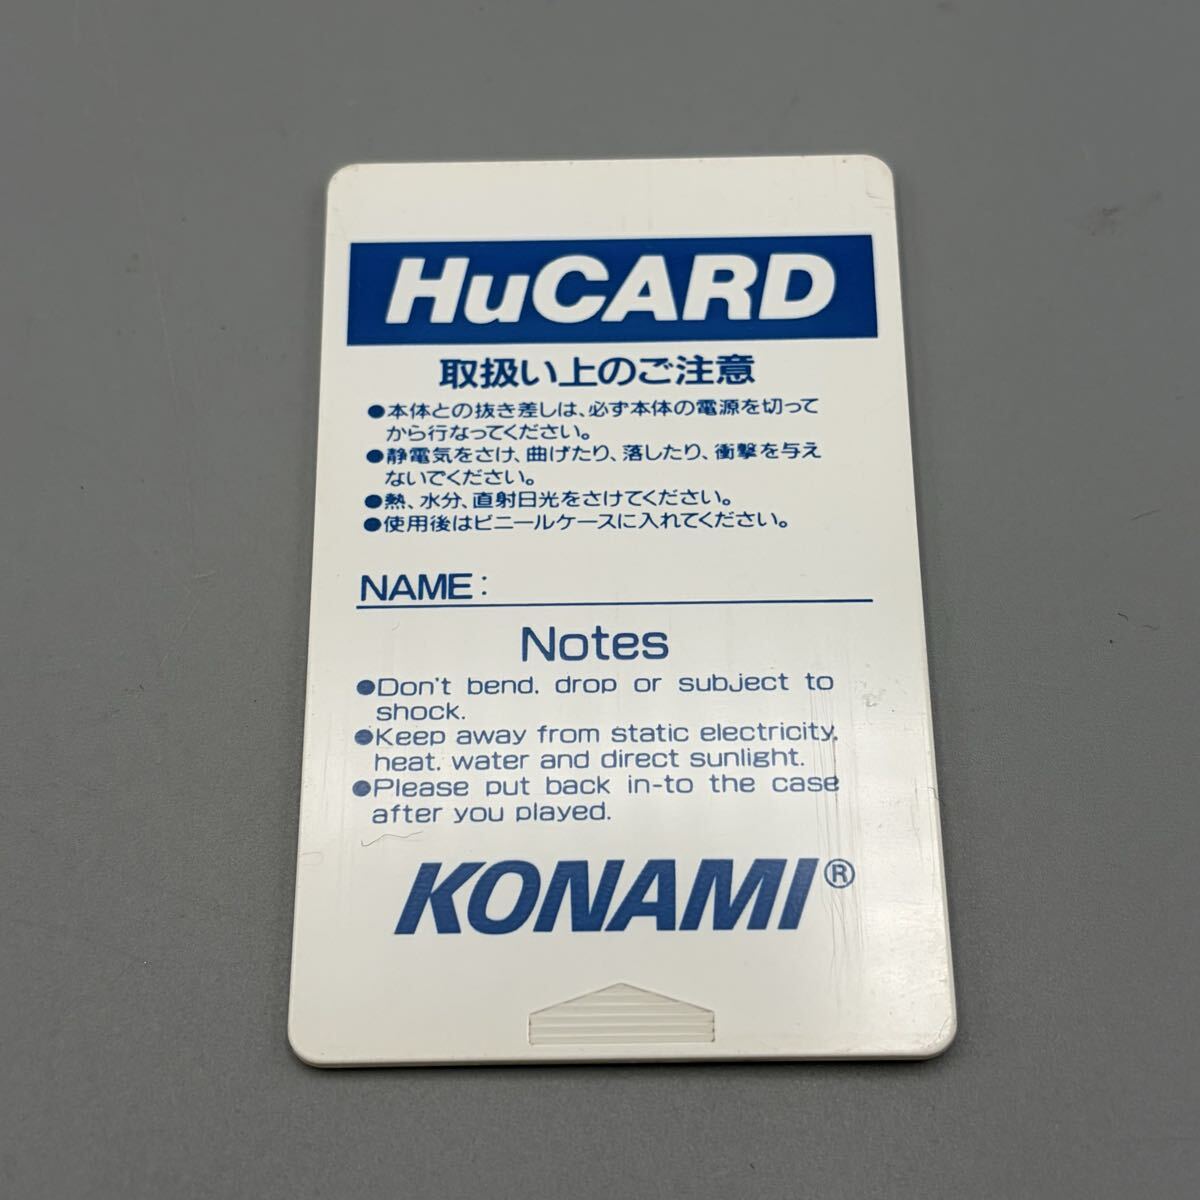 HuCARD
取扱い上のご注意
●本体との抜き差しは、必ず本体の電源を切って
から行なってください。
●静電気をさけ、曲げたり、落したり、衝撃を与え
ないでください。
●熱、水分、直射日光をさけてください。
●使用後はビニールケースに入れてください。
NAME:
Notes
●Don't bend. drop or subject to
shock.
●Keep away from static electricity.
heat. water and direct sunlight.
●Please put back in-to the case
after you played.
KONAMI®